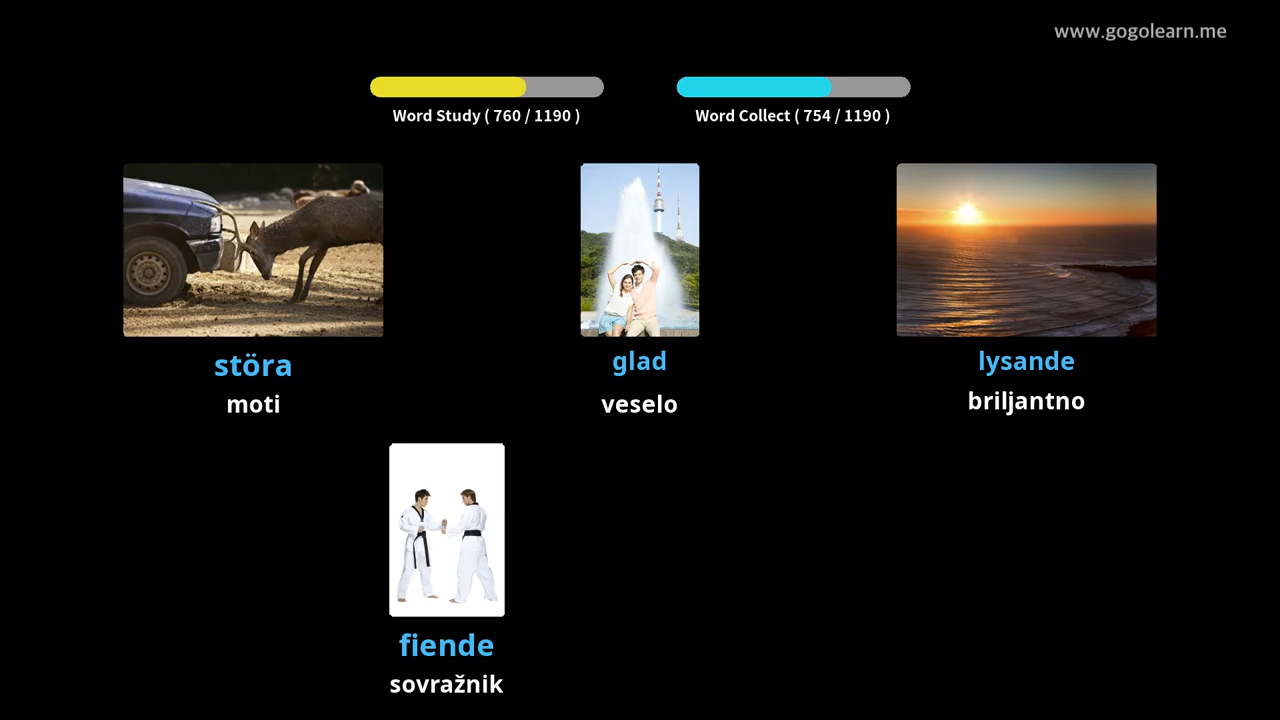 www.gogolearn.me
Word Study ( 760 / 1190 )
Word Collect ( 754 / 1190 )
störa
glad
lysande
moti
veselo
briljantno
fiende
sovražnik